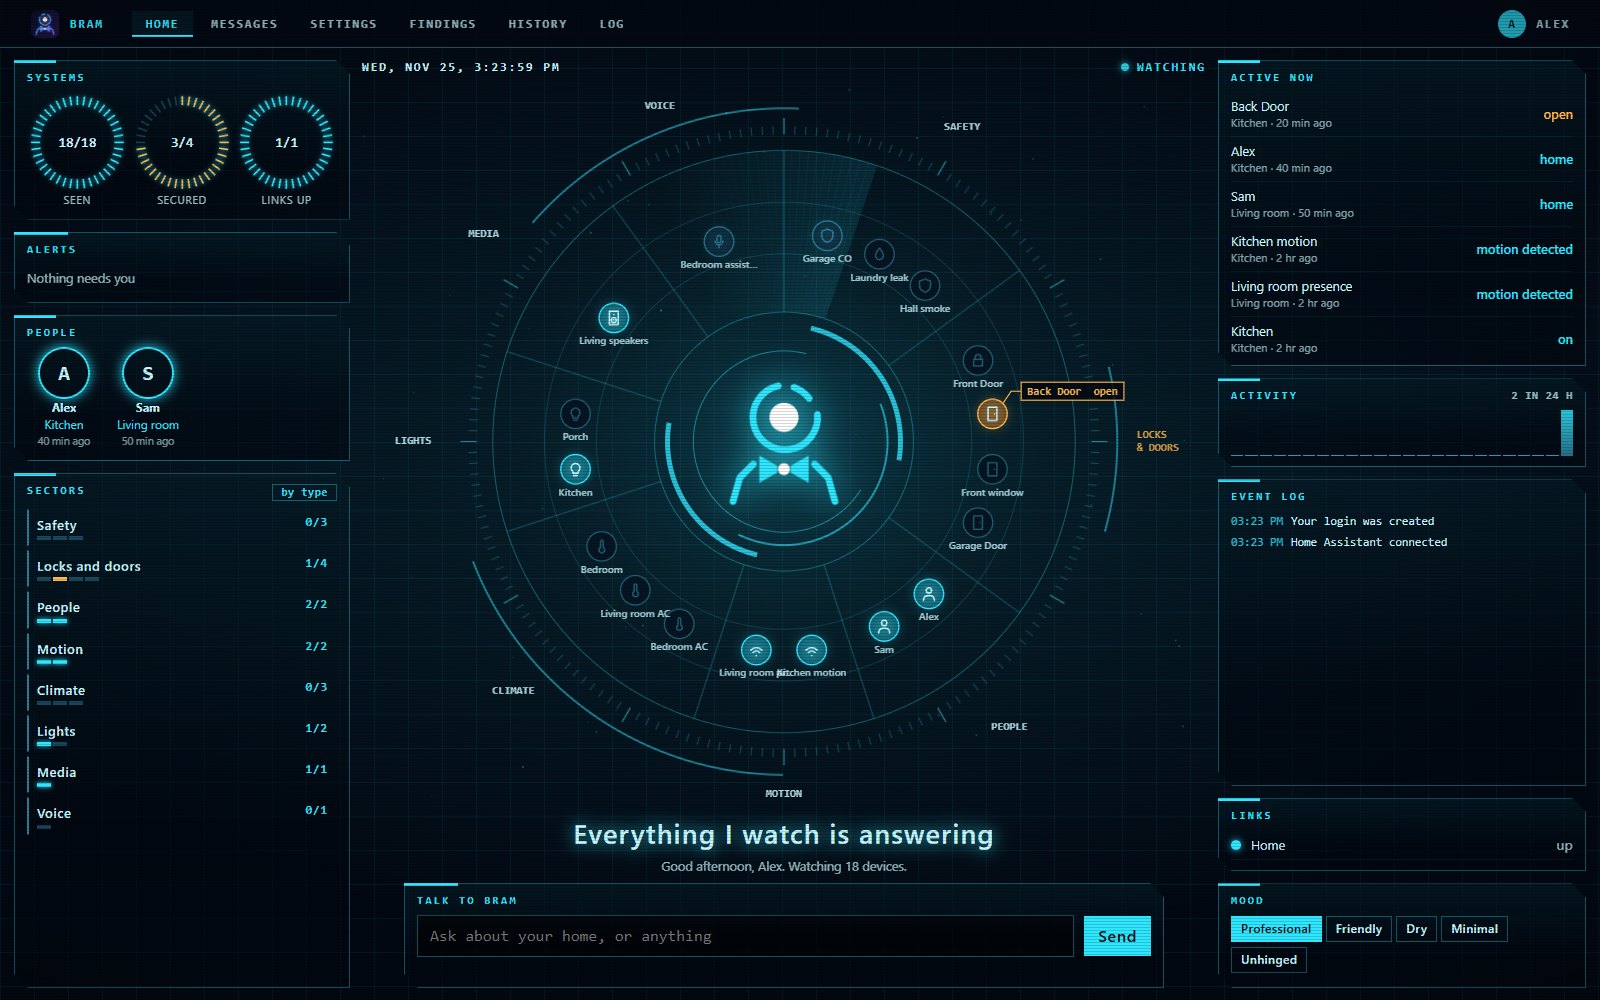 BRAM
HOME
MESSAGES
SETTINGS
FINDINGS
HISTORY
LOG
A
ALEX
SYSTEMS
18/18
SEEN
3/4
SECURED
1/1
LINKS UP
ALERTS
Nothing needs you
PEOPLE
A
Alex
Kitchen
40 min ago
S
Sam
Living room
50 min ago
SECTORS
by type
Safety
0/3
Locks and doors
1/4
People
2/2
Motion
2/2
Climate
0/3
Lights
1/2
Media
1/1
Voice
0/1
WED, NOV 25, 3:23:59 PM
WATCHING
VOICE
SAFETY
MEDIA
Bedroom assist...
Garage CO
Laundry leak
Hall smoke
Living speakers
Front Door
Back Door open
Porch
LIGHTS
LOCKS
& DOORS
Kitchen
Front window
Garage Door
Bedroom
Living room AC
Bedroom AC
Alex
Sam
Living room
Kitchen motion
CLIMATE
PEOPLE
MOTION
Everything I watch is answering
Good afternoon, Alex. Watching 18 devices.
TALK TO BRAM
Ask about your home, or anything
Send
ACTIVE NOW
Back Door
Kitchen · 20 min ago
open
Alex
Kitchen · 40 min ago
home
Sam
Living room · 50 min ago
home
Kitchen motion
Kitchen · 2 hr ago
motion detected
Living room presence
Living room · 2 hr ago
motion detected
Kitchen
Kitchen · 2 hr ago
on
ACTIVITY
2 IN 24 H
EVENT LOG
03:23 PM Your login was created
03:23 PM Home Assistant connected
LINKS
Home
up
MOOD
Professional
Friendly
Dry
Minimal
Unhinged